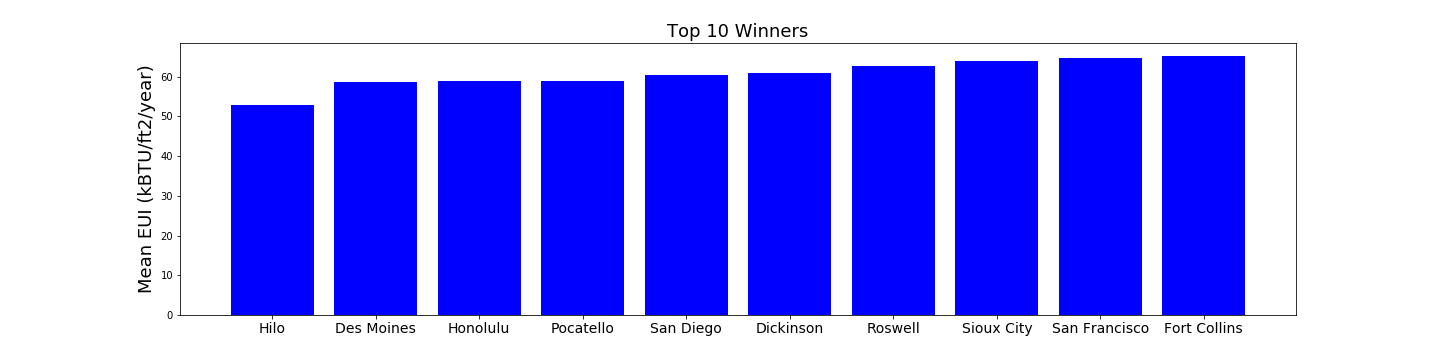 Top 10 Winners
Mean EUI (kBTU/ft2/year)
60
50
40
30
20
10
0
Hilo Des Moines Honolulu Pocatello San Diego Dickinson Roswell Sioux City San Francisco Fort Collins